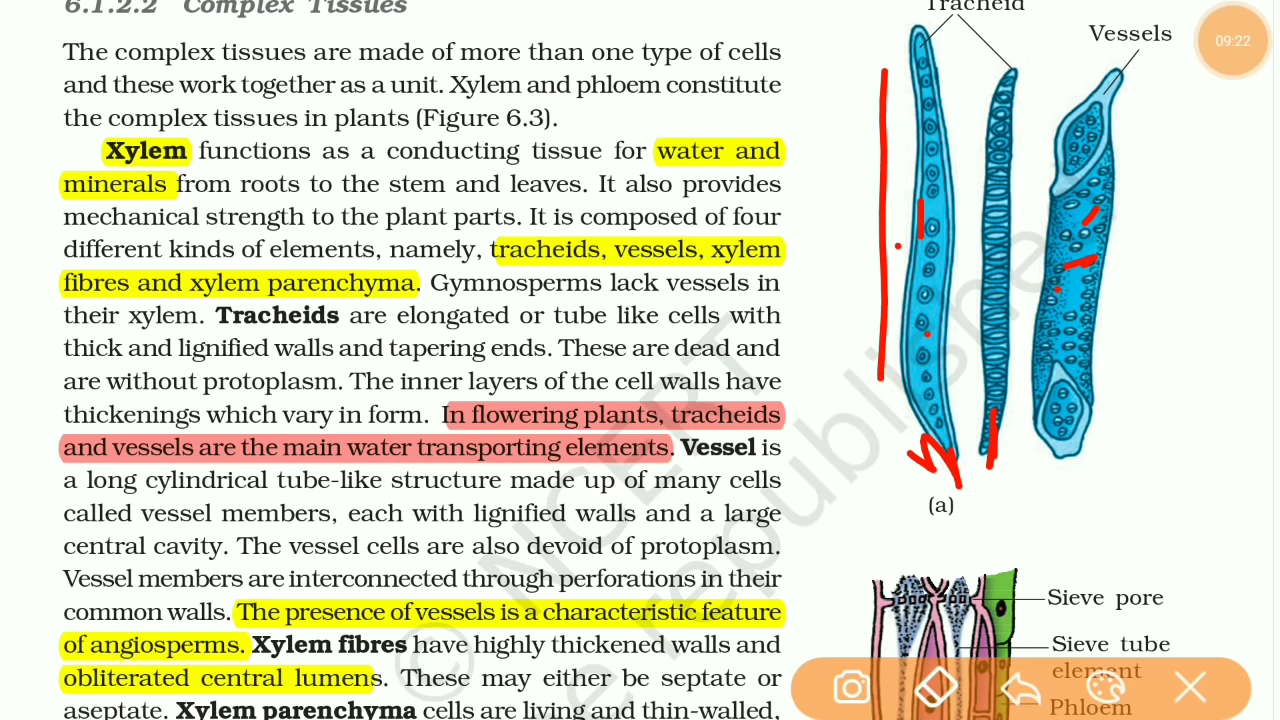 6.1.2.2 Complex Tissues
The complex tissues are made of more than one type of cells
and these work together as a unit. Xylem and phloem constitute
the complex tissues in plants (Figure 6.3).
Xylem functions as a conducting tissue for water and
minerals from roots to the stem and leaves. It also provides
mechanical strength to the plant parts. It is composed of four
different kinds of elements, namely, tracheids, vessels, xylem
fibres and xylem parenchyma. Gymnosperms lack vessels in
their xylem. Tracheids are elongated or tube like cells with
thick and lignified walls and tapering ends. These are dead and
are without protoplasm. The inner layers of the cell walls have
thickenings which vary in form. In flowering plants, tracheids
and vessels are the main water transporting elements. Vessel is
a long cylindrical tube-like structure made up of many cells
called vessel members, each with lignified walls and a large
central cavity. The vessel cells are also devoid of protoplasm.
Vessel members are interconnected through perforations in their
common walls. The presence of vessels is a characteristic feature
of angiosperms. Xylem fibres have highly thickened walls and
obliterated central lumens. These may either be septate or
aseptate. Xylem parenchyma cells are living and thin-walled,
Tracheid
Vessels
09:22
(a)
Sieve pore
Sieve tube
element
Phloem
© NCERT
republishe